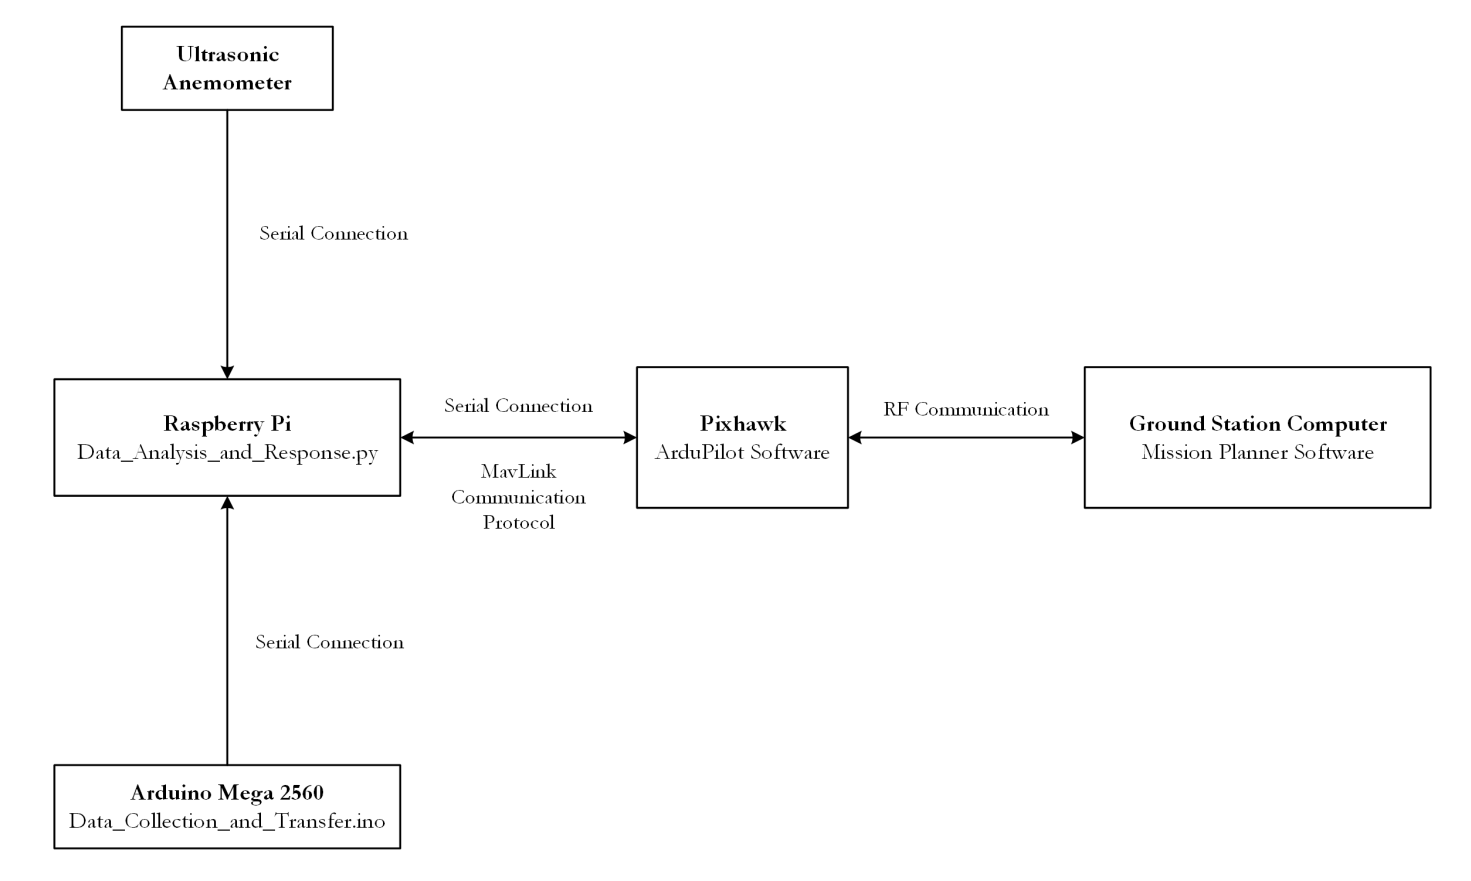 Ultrasonic
Anemometer
Serial Connection
Raspberry Pi
Data_Analysis_and_Response.py
Serial Connection
MavLink
Communication
Protocol
Pixhawk
ArduPilot Software
RF Communication
Ground Station Computer
Mission Planner Software
Serial Connection
Arduino Mega 2560
Data_Collection_and_Transfer.ino